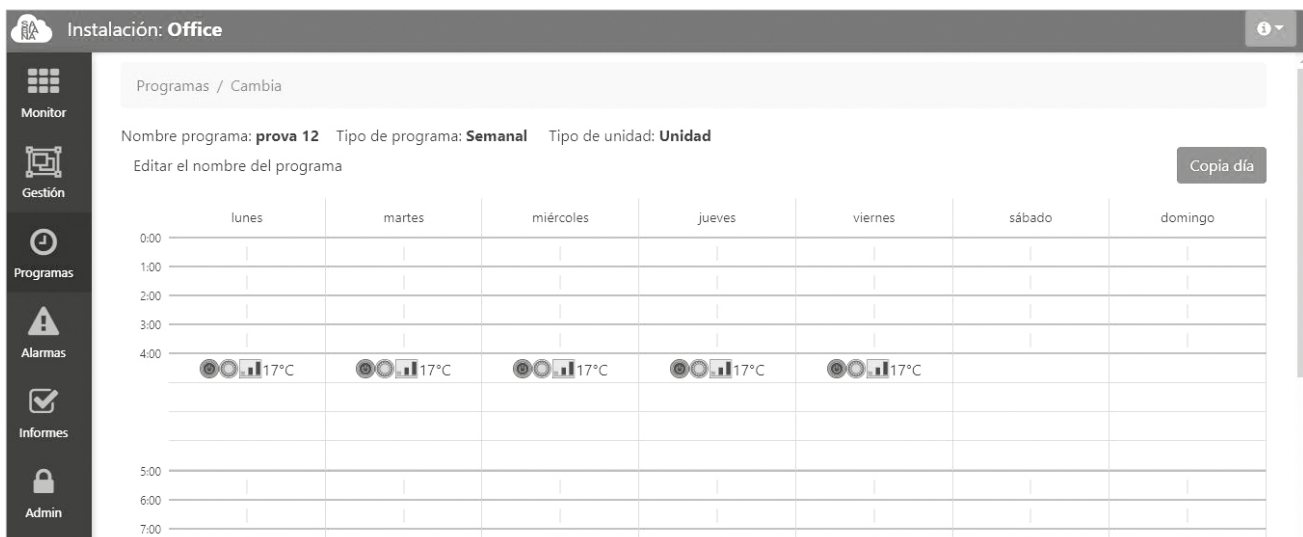 SABIANA
Instalación: Office
Monitor
Gestión
Programas
Alarmas
Informes
Admin
Programas / Cambia
Nombre programa: prova 12 Tipo de programa: Semanal Tipo de unidad: Unidad
Editar el nombre del programa
Copia día
lunes martes miércoles jueves viernes sábado domingo
0:00
1:00
2:00
3:00
4:00
17°C 17°C 17°C 17°C 17°C
5:00
6:00
7:00